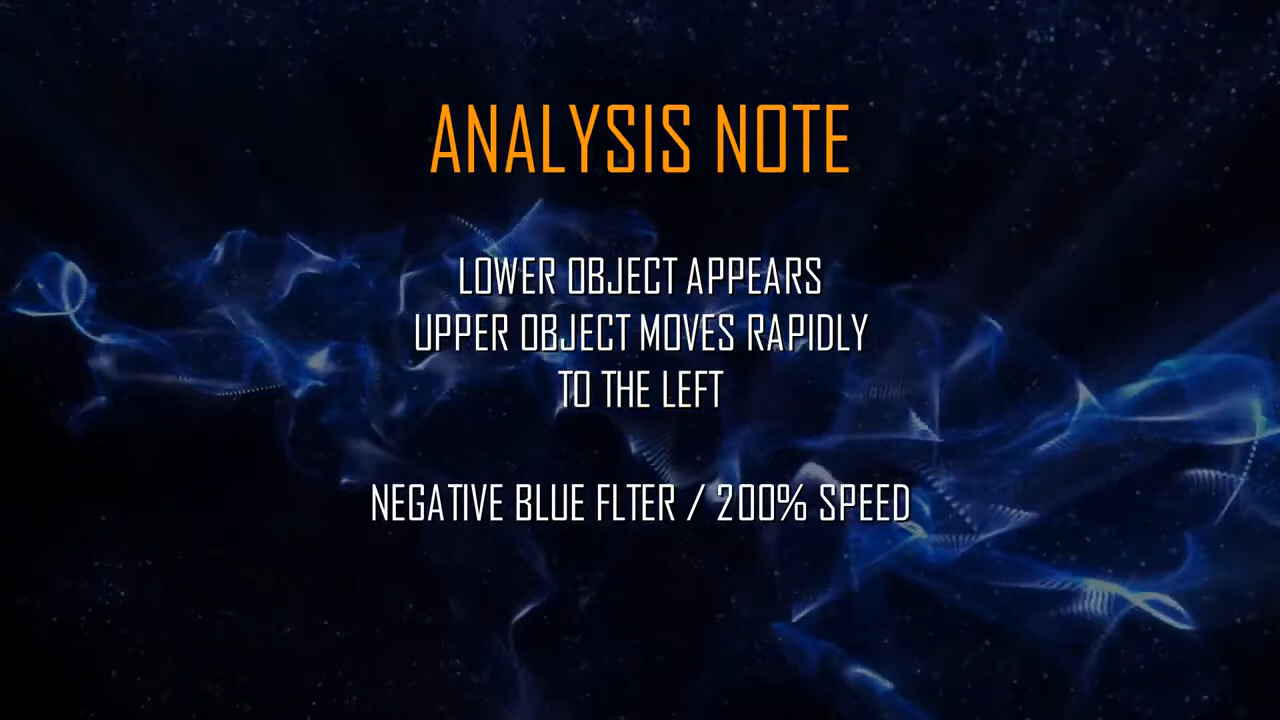 ANALYSIS NOTE
LOWER OBJECT APPEARS
UPPER OBJECT MOVES RAPIDLY
TO THE LEFT
NEGATIVE BLUE FLTER / 200% SPEED